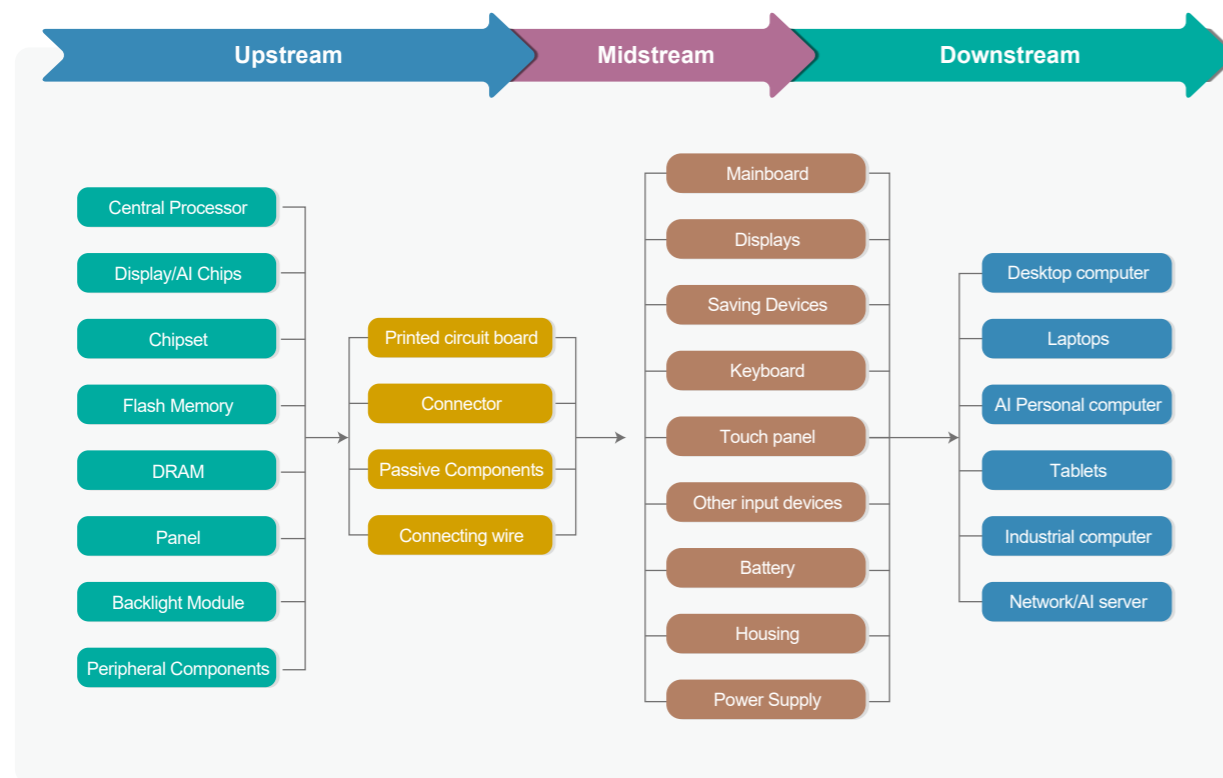 Upstream
Midstream
Downstream
Central Processor
Display/AI Chips
Chipset
Flash Memory
DRAM
Panel
Backlight Module
Peripheral Components
Printed circuit board
Connector
Passive Components
Connecting wire
Mainboard
Displays
Saving Devices
Keyboard
Touch panel
Other input devices
Battery
Housing
Power Supply
Desktop computer
Laptops
AI Personal computer
Tablets
Industrial computer
Network/AI server